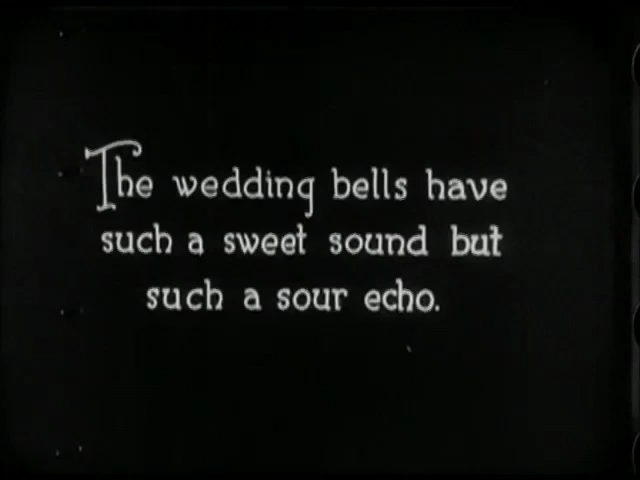 The wedding bells have
such a sweet sound but
such a sour echo.